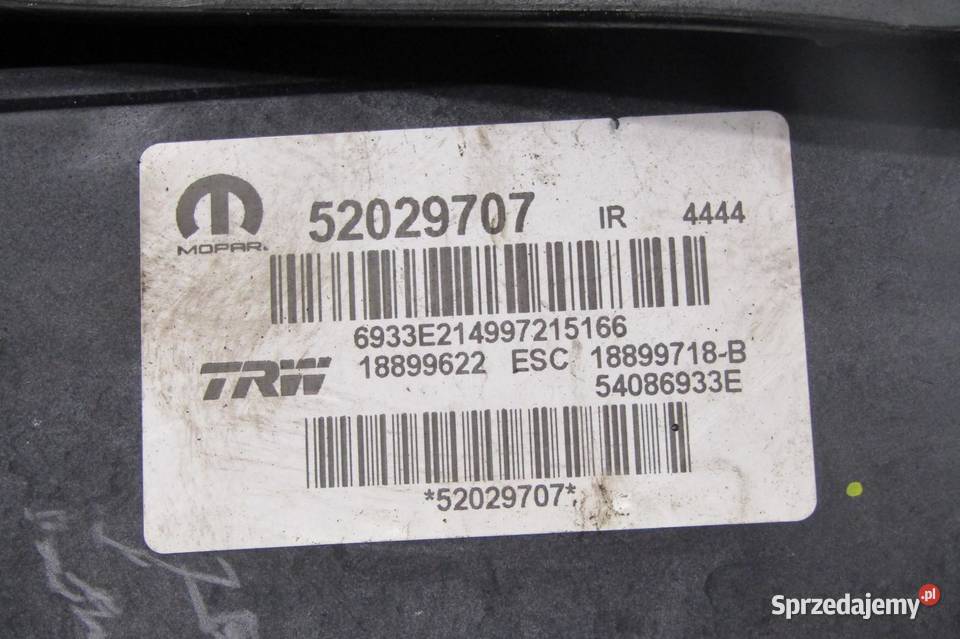 MOPAR®
52029707 IR 4444
6933E214997215166
TRW 18899622 ESC 18899718-B
54086933E
*52029707*
Sprzedajemy.pl